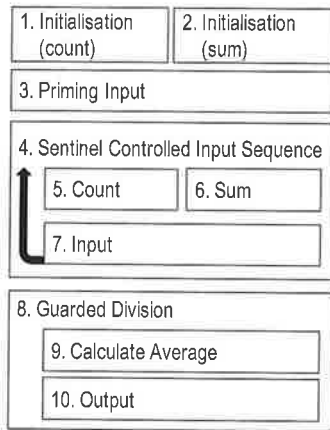 1. Initialisation
(count)
2. Initialisation
(sum)
3. Priming Input
4. Sentinel Controlled Input Sequence
5. Count
6. Sum
7. Input
8. Guarded Division
9. Calculate Average
10. Output